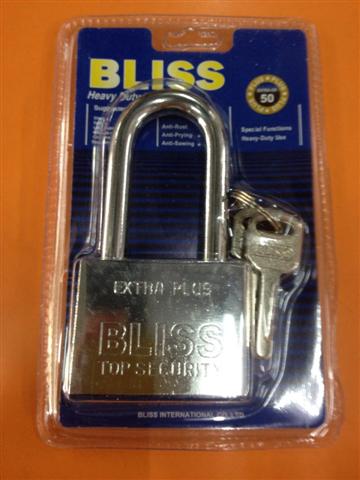 BLISS
Heavy Duty
50
Anti-Rust
Anti-Prying
Anti-Sawing
Special Functions
Heavy-Duty Use
EXTRA PLUS
BLISS
TOP SECURITY
BLISS INTERNATIONAL CO.,LTD.